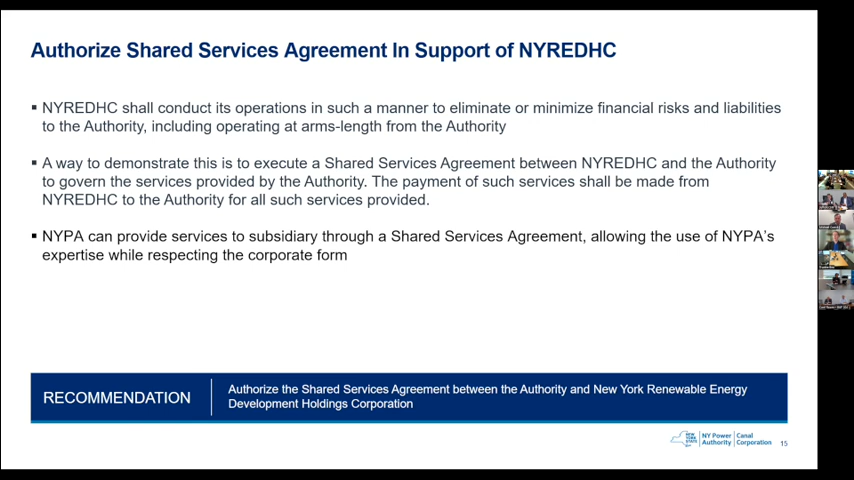 Authorize Shared Services Agreement In Support of NYREDHC
▪ NYREDHC shall conduct its operations in such a manner to eliminate or minimize financial risks and liabilities
to the Authority, including operating at arms-length from the Authority
▪ A way to demonstrate this is to execute a Shared Services Agreement between NYREDHC and the Authority
to govern the services provided by the Authority. The payment of such services shall be made from
NYREDHC to the Authority for all such services provided.
▪ NYPA can provide services to subsidiary through a Shared Services Agreement, allowing the use of NYPA's
expertise while respecting the corporate form
RECOMMENDATION
Authorize the Shared Services Agreement between the Authority and New York Renewable Energy
Development Holdings Corporation
NEW YORK STATE
NY Power Authority
Canal Corporation
15